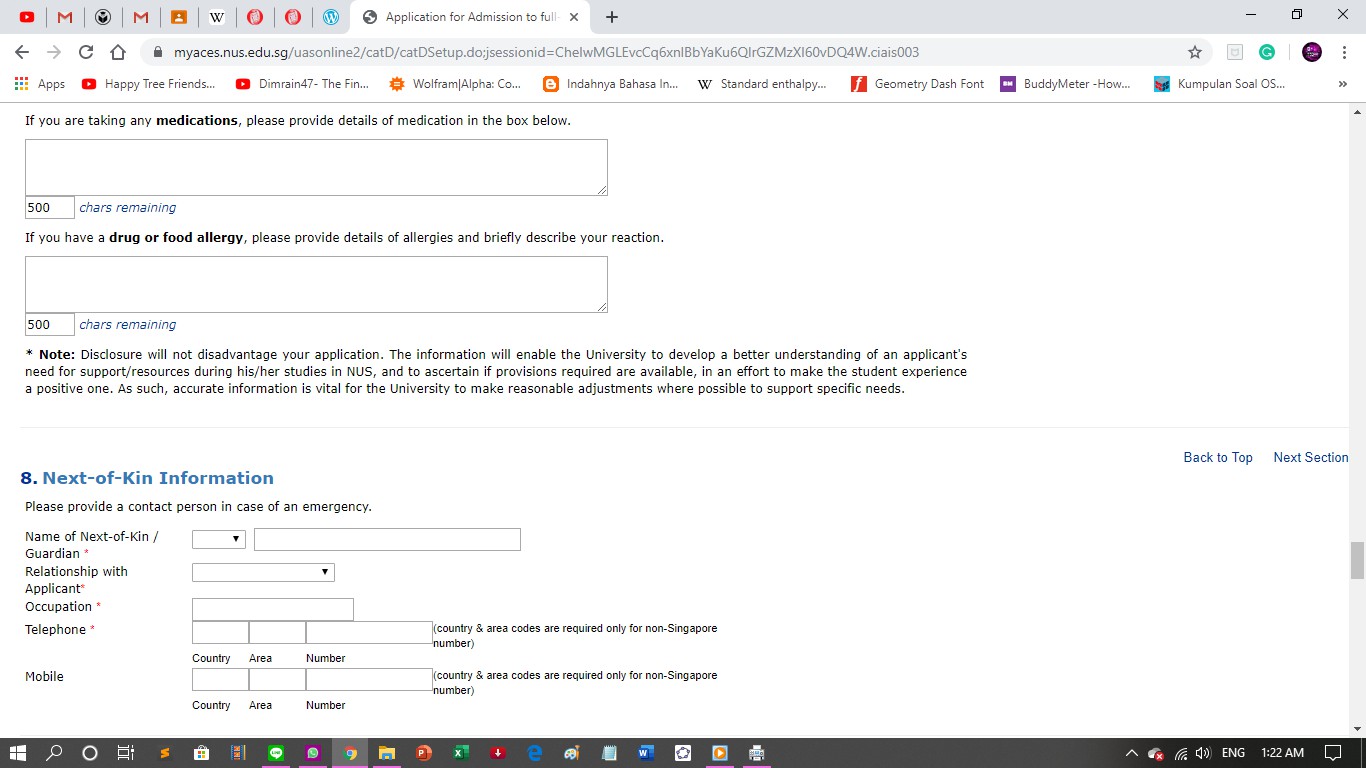 Application for Admission to full-
myaces.nus.edu.sg/uasonline2/catD/catDSetup.do;jsessionid=CheIwMGLEvcCq6xnlBbYaKu6QIrGZMzXI60vDQ4W.ciais003
Apps Happy Tree Friends... Dimrain47- The Fin... Wolfram|Alpha: Co... Indahnya Bahasa In... W Standard enthalpy... Geometry Dash Font BuddyMeter -How... Kumpulan Soal OS... »
If you are taking any medications, please provide details of medication in the box below.
500 chars remaining
If you have a drug or food allergy, please provide details of allergies and briefly describe your reaction.
500 chars remaining
* Note: Disclosure will not disadvantage your application. The information will enable the University to develop a better understanding of an applicant's
need for support/resources during his/her studies in NUS, and to ascertain if provisions required are available, in an effort to make the student experience
a positive one. As such, accurate information is vital for the University to make reasonable adjustments where possible to support specific needs.
Back to Top Next Section
8. Next-of-Kin Information
Please provide a contact person in case of an emergency.
Name of Next-of-Kin /
Guardian *
Relationship with
Applicant*
Occupation *
Telephone * (country & area codes are required only for non-Singapore
number)
Country Area Number
Mobile (country & area codes are required only for non-Singapore
number)
Country Area Number
ENG 1:22 AM